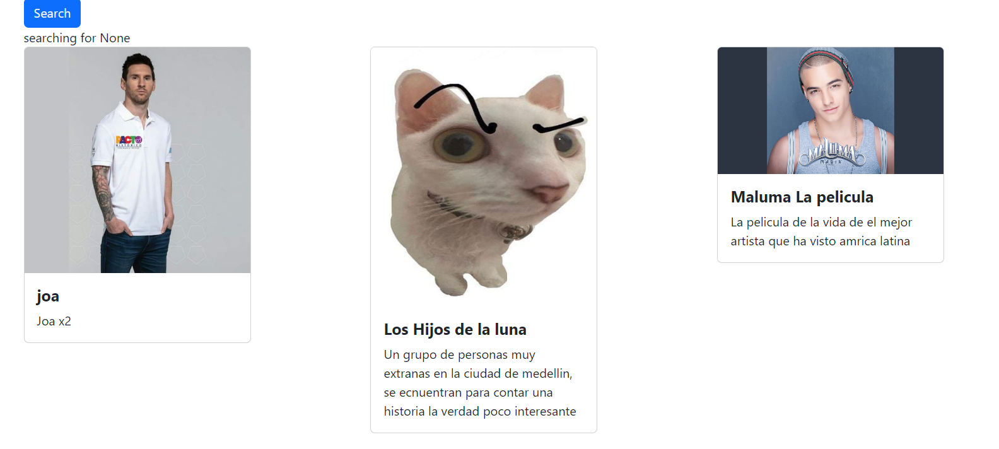 Search
searching for None
PACTO
HISTÓRICO
joa
Joa x2
Los Hijos de la luna
Un grupo de personas muy
extranas en la ciudad de medellin,
se ecnuentran para contar una
historia la verdad poco interesante
MALUMA
MAGIA
Maluma La pelicula
La pelicula de la vida de el mejor
artista que ha visto amrica latina